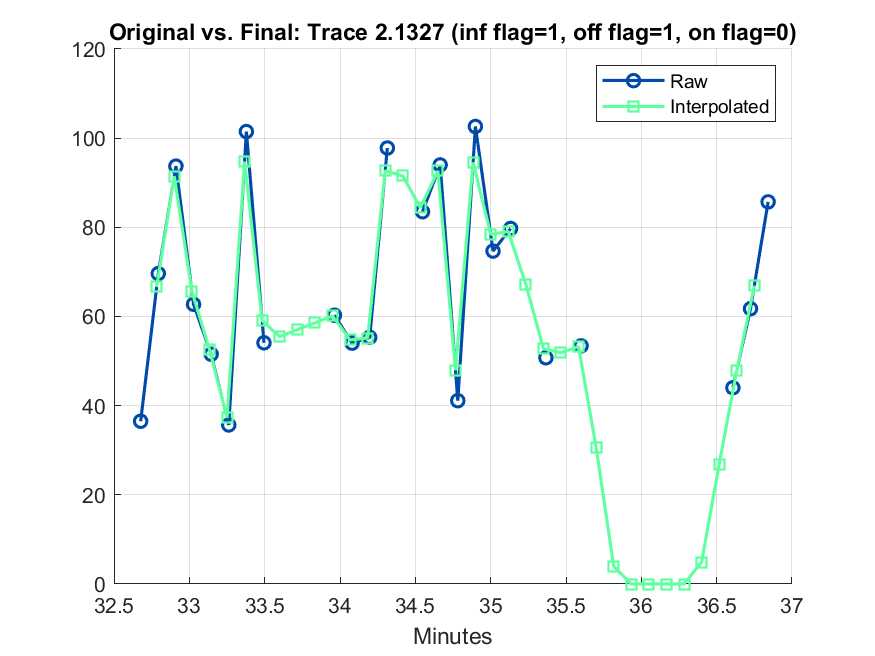 Original vs. Final: Trace 2.1327 (inf flag=1, off flag=1, on flag=0)
120
100
80
60
40
20
0
Raw
Interpolated
32.5 33 33.5 34 34.5 35 35.5 36 36.5 37
Minutes